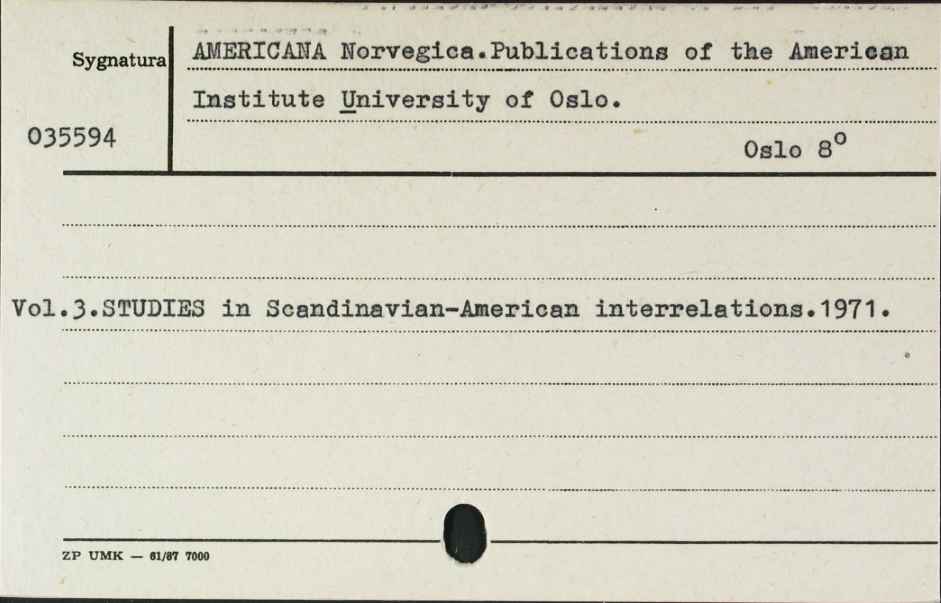 Sygnatura
AMERICANA Norvegica.Publications of the American
Institute University of Oslo.
035594
Oslo 8⁰
Vol.3.STUDIES in Scandinavian-American interrelations.1971.
ZP UMK — 61/87 7000